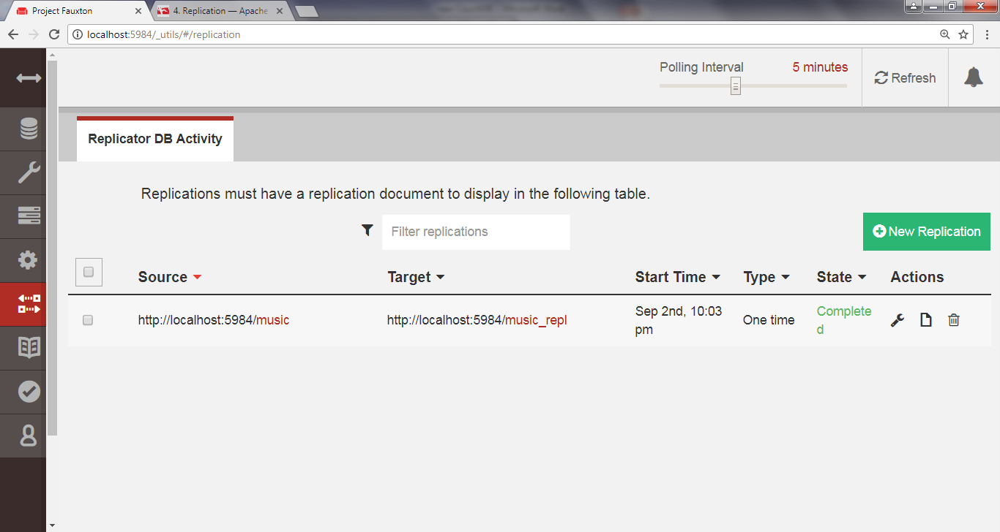 Project Fauxton
4. Replication — Apache
localhost:5984/_utils/#/replication
Polling Interval 5 minutes
Refresh
Replicator DB Activity
Replications must have a replication document to display in the following table.
Filter replications
New Replication
Source Target Start Time Type State Actions
http://localhost:5984/music http://localhost:5984/music_repl Sep 2nd, 10:03 One time Complete
pm d